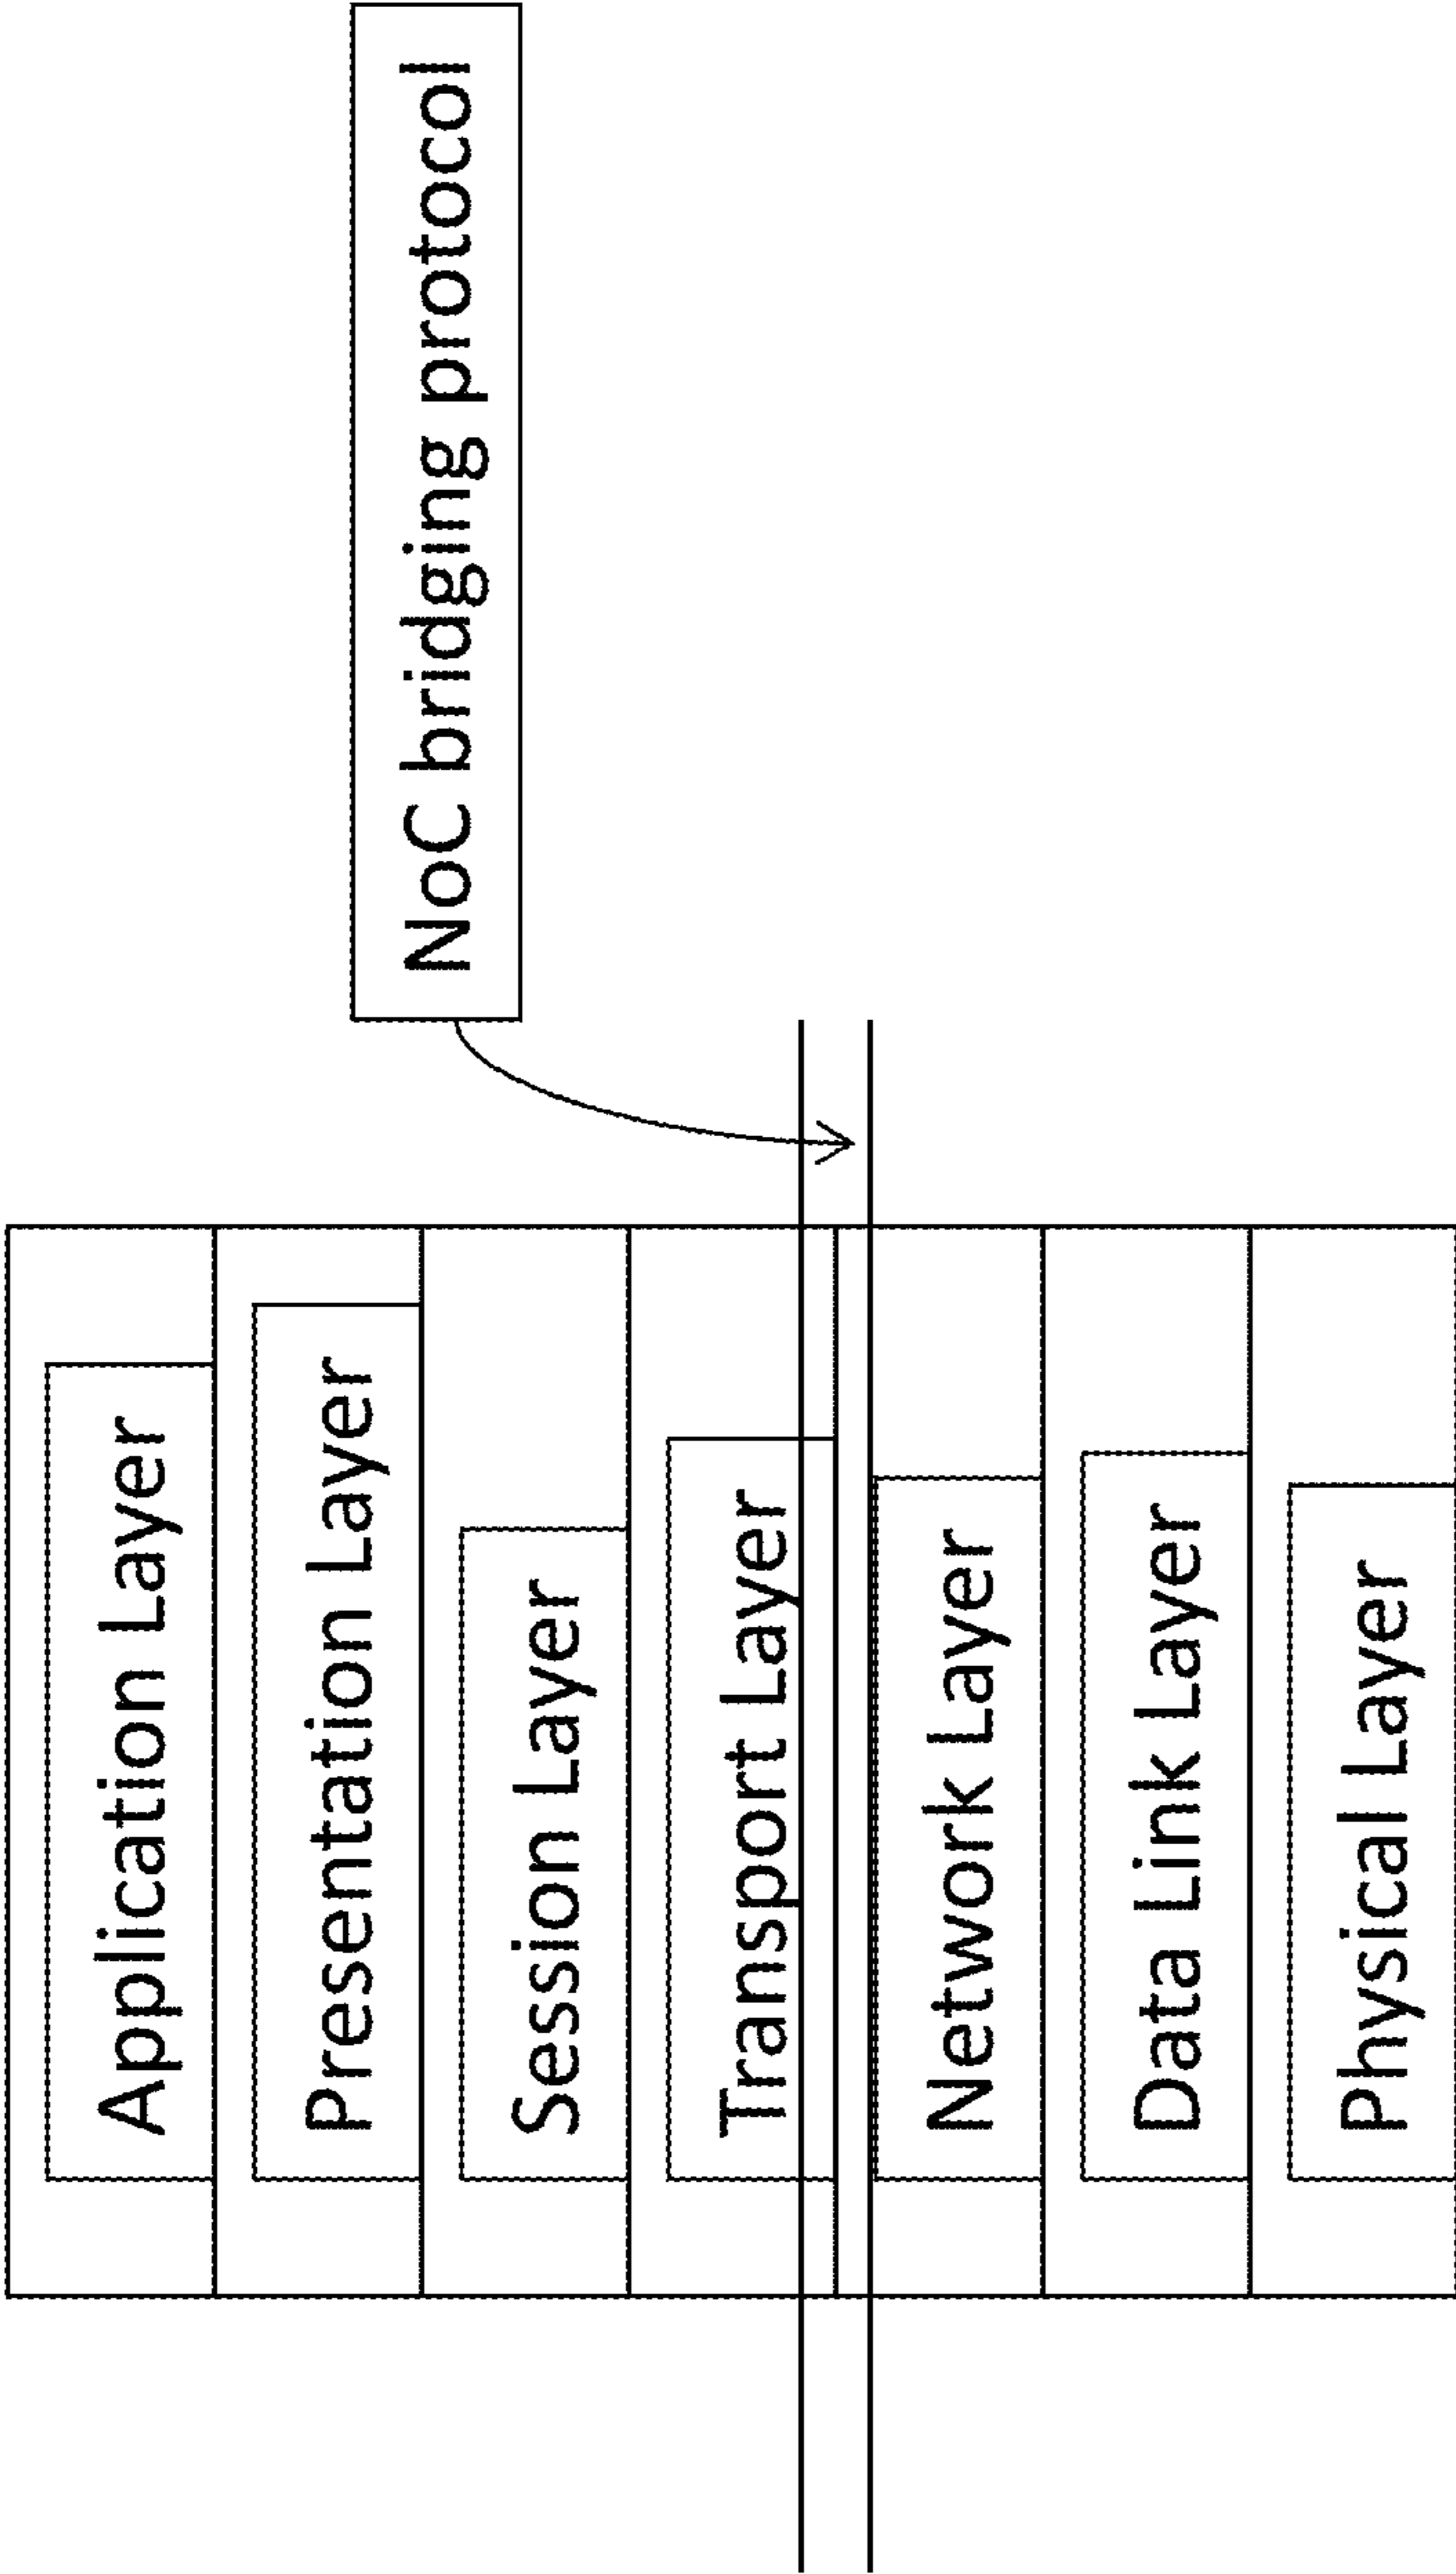 Application Layer
Presentation Layer
Session Layer
Transport Layer
Network Layer
Data Link Layer
Physical Layer
NoC bridging protocol